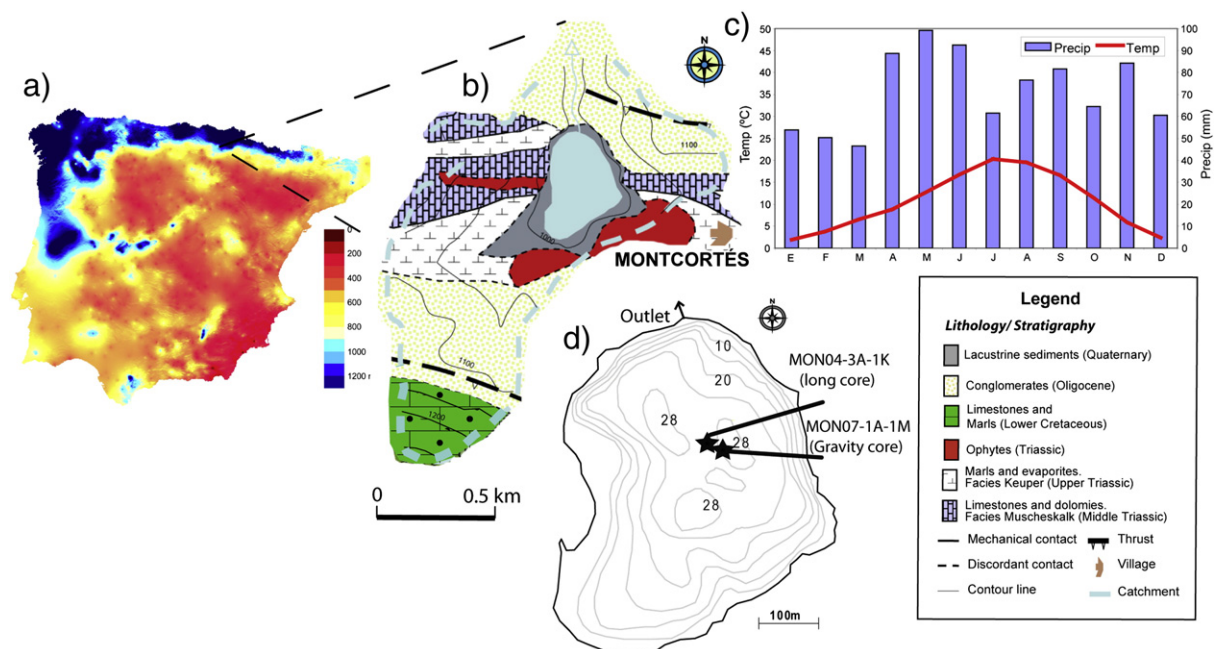 a)
0
200
400
600
800
1000
1200 r
b)
N
1100
1000
MONTCORTÉS
1100
1200
0 0.5 km
c)
Precip Temp
Temp (ºC)
50
45
40
35
30
25
20
15
10
5
0
Precip (mm)
100
90
80
70
60
50
40
30
20
10
0
E F M A M J J A S O N D
d)
Outlet
N
10
20
28
28
28
MON04-3A-1K
(long core)
MON07-1A-1M
(Gravity core)
100m
Legend
Lithology/ Stratigraphy
Lacustrine sediments (Quaternary)
Conglomerates (Oligocene)
Limestones and
Marls (Lower Cretaceous)
Ophytes (Triassic)
Marls and evaporites.
Facies Keuper (Upper Triassic)
Limestones and dolomies.
Facies Muscheskalk (Middle Triassic)
Mechanical contact Thrust
Discordant contact Village
Contour line Catchment